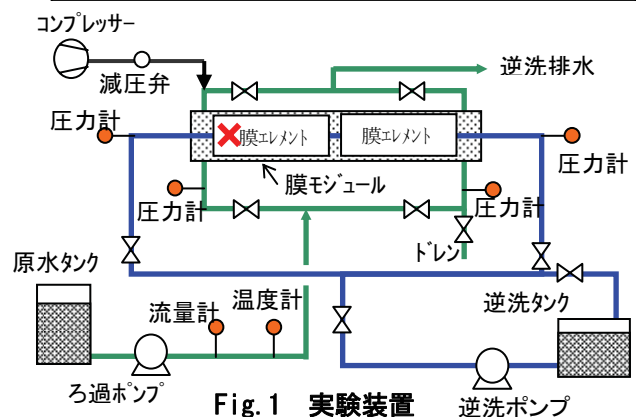 コンプレッサー
減圧弁
逆洗排水
圧力計
膜エレメント
膜エレメント
圧力計
圧力計
膜モジュール
圧力計
ドレン
原水タンク
流量計
温度計
逆洗タンク
ろ過ポンプ
逆洗ポンプ
Fig.1 実験装置